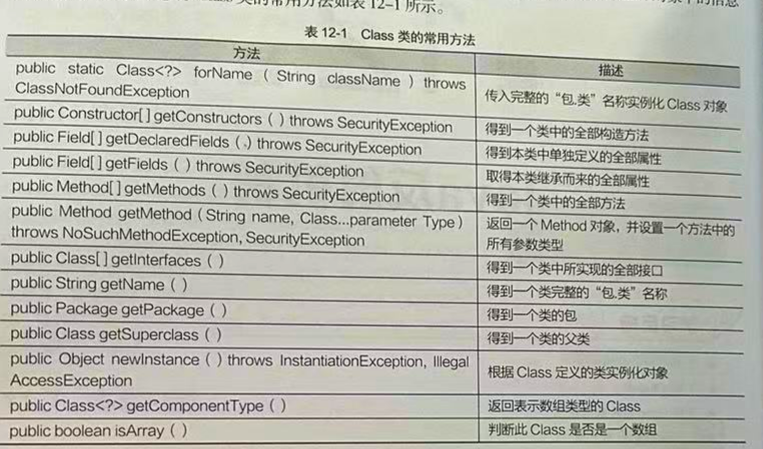 类的常用方法如表 12-1 所示。
表 12-1 Class 类的常用方法
方法
描述
public static Class<?> forName ( String className ) throws
ClassNotFoundException
传入完整的“包.类”名称实例化 Class 对象
public Constructor[] getConstructors ( ) throws SecurityException
得到一个类中的全部构造方法
public Field[] getDeclaredFields ( ) throws SecurityException
得到本类中单独定义的全部属性
public Field[] getFields ( ) throws SecurityException
取得本类继承而来的全部属性
public Method[] getMethods ( ) throws SecurityException
得到一个类中的全部方法
public Method getMethod ( String name, Class...parameter Type )
throws NoSuchMethodException, SecurityException
返回一个 Method 对象，并设置一个方法中的
所有参数类型
public Class[] getInterfaces ( )
得到一个类中所实现的全部接口
public String getName ( )
得到一个类完整的“包.类”名称
public Package getPackage ( )
得到一个类的包
public Class getSuperclass ( )
得到一个类的父类
public Object newInstance ( ) throws InstantiationException, Illegal
AccessException
根据 Class 定义的类实例化对象
public Class<?> getComponentType ( )
返回表示数组类型的 Class
public boolean isArray ( )
判断此 Class 是否是一个数组